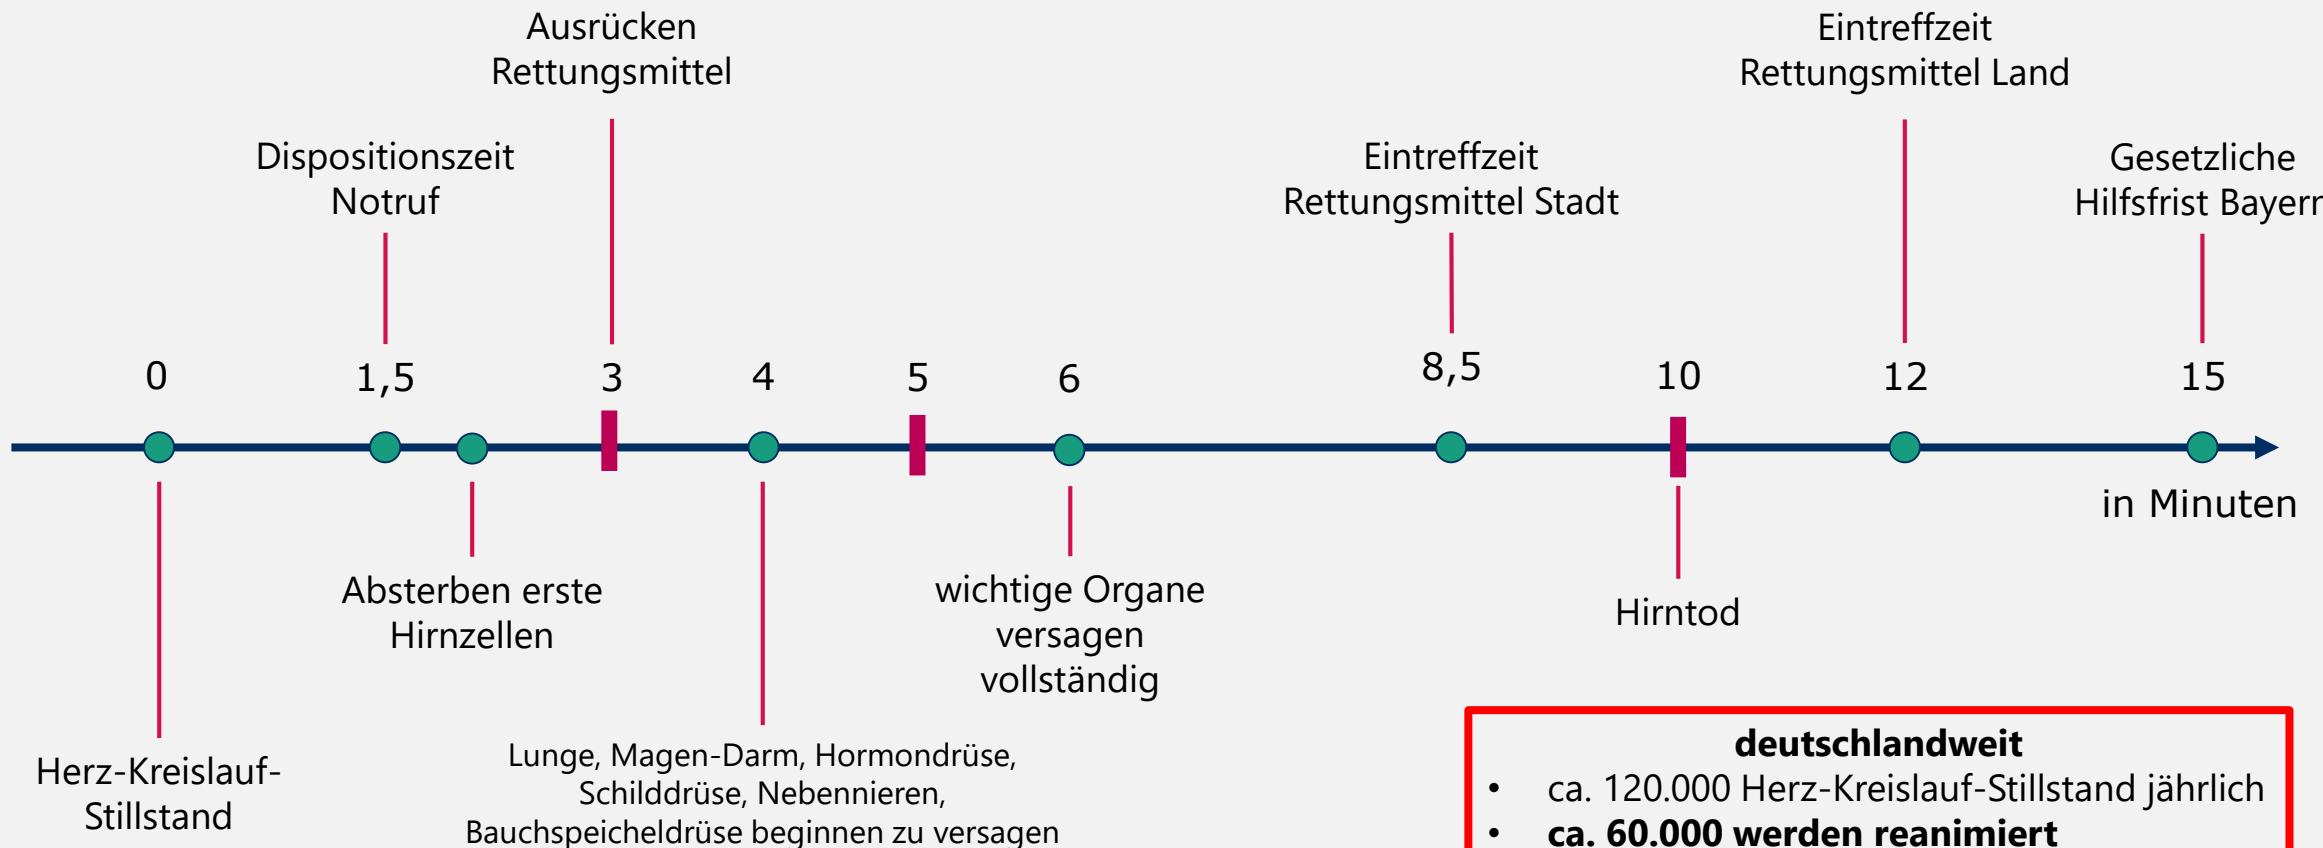 Ausrücken
Rettungsmittel
Eintreffzeit
Rettungsmittel Land
Dispositionszeit
Notruf
Eintreffzeit
Rettungsmittel Stadt
Gesetzliche
Hilfsfrist Bayern
0 1,5 3 4 5 6 8,5 10 12 15
in Minuten
Absterben erste
Hirnzellen
wichtige Organe
versagen
vollständig
Hirntod
Herz-Kreislauf-
Stillstand
Lunge, Magen-Darm, Hormondrüse,
Schilddrüse, Nebennieren,
Bauchspeicheldrüse beginnen zu versagen
deutschlandweit
• ca. 120.000 Herz-Kreislauf-Stillstand jährlich
• ca. 60.000 werden reanimiert